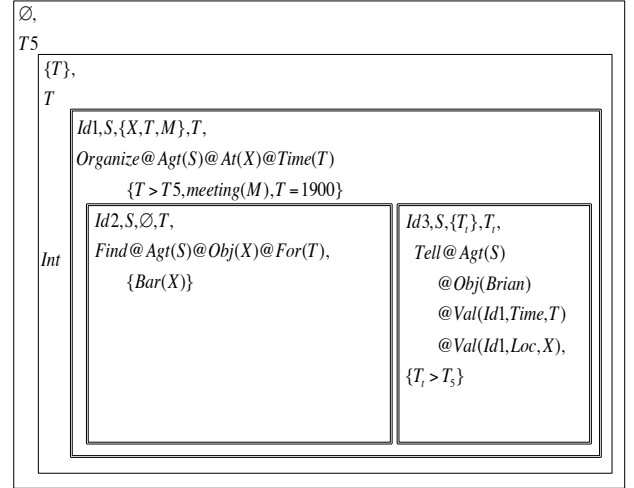 ∅,
T5
{T},
T
Id1,S,{X,T,M},T,
Organize@Agt(S)@At(X)@Time(T)
{T>T5,meeting(M),T=1900}
Int
Id2,S,∅,T,
Find@Agt(S)@Obj(X)@For(T),
{Bar(X)}
Id3,S,{Tₜ},Tₜ,
Tell@Agt(S)
@Obj(Brian)
@Val(Id1,Time,T)
@Val(Id1,Loc,X),
{Tₜ>T₅}